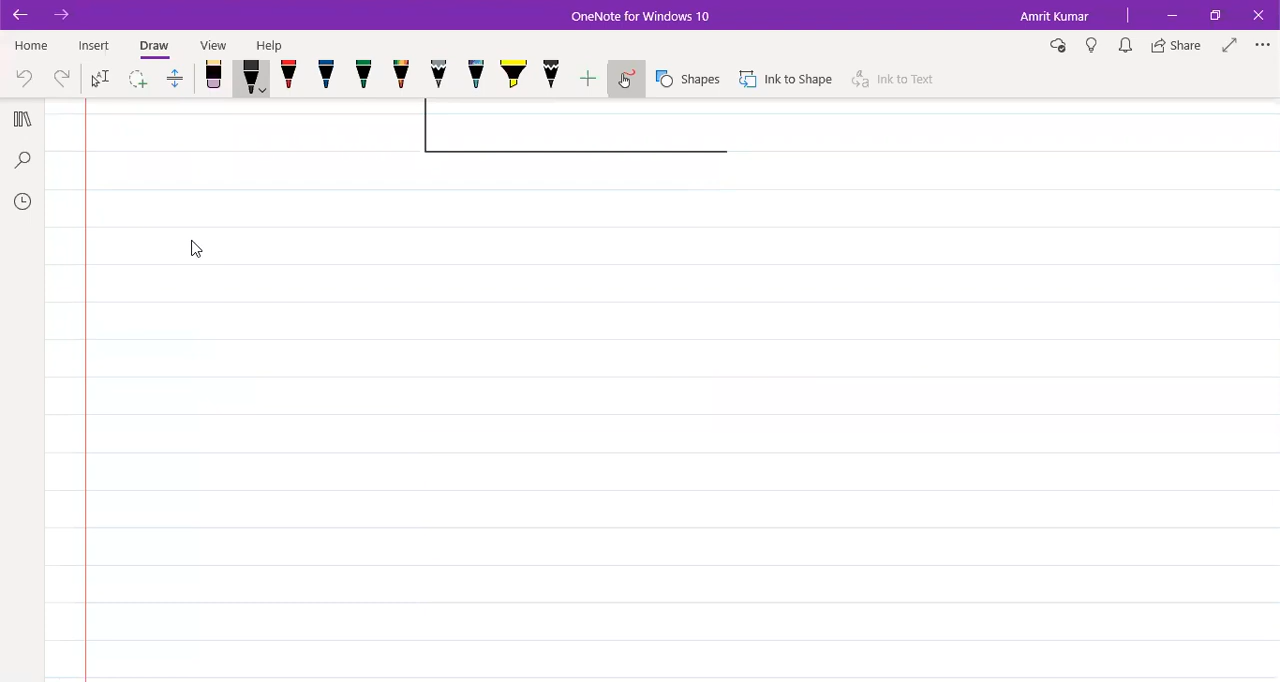 OneNote for Windows 10
Amrit Kumar
Home Insert Draw View Help
Share
Shapes
Ink to Shape
Ink to Text